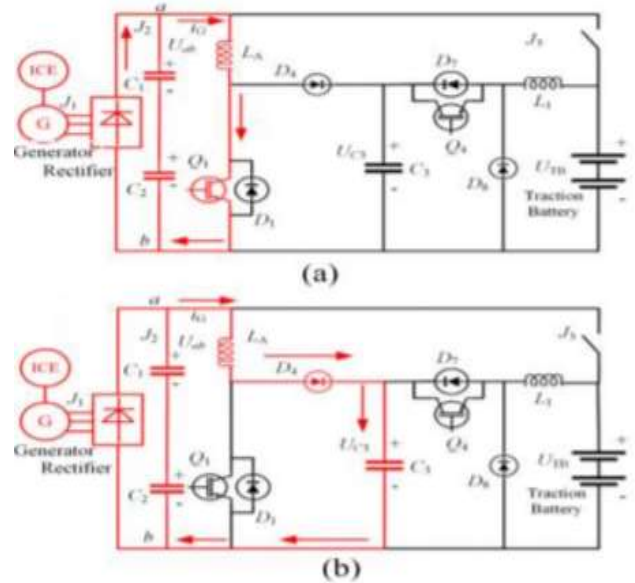 a
J2
iG
Uab
+
LA
J3
ICE
C1
-
D4
D7
J1
L1
G
Generator
Rectifier
Q1
UC3
+
C3
-
Q4
+
UTB
-
C2
+
-
D1
D8
Traction
Battery
b
(a)
a
J2
iG
Uab
+
LA
J3
ICE
C1
-
D4
D7
J1
L1
G
Generator
Rectifier
Q1
UC3
+
C3
-
Q4
+
UTB
-
C2
+
-
D1
D8
Traction
Battery
b
(b)